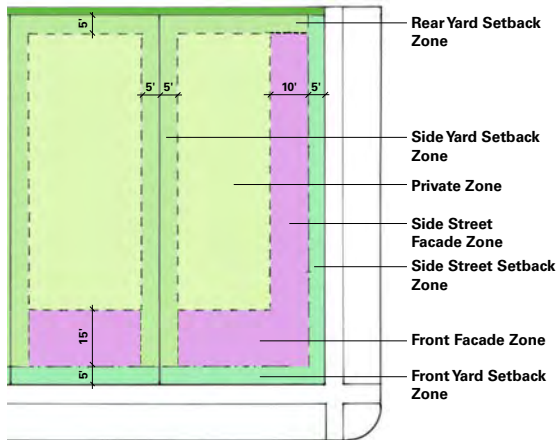 5'
Rear Yard Setback
Zone
5' 5'
10' 5'
Side Yard Setback
Zone
Private Zone
Side Street
Facade Zone
Side Street Setback
Zone
15'
Front Facade Zone
5'
Front Yard Setback
Zone